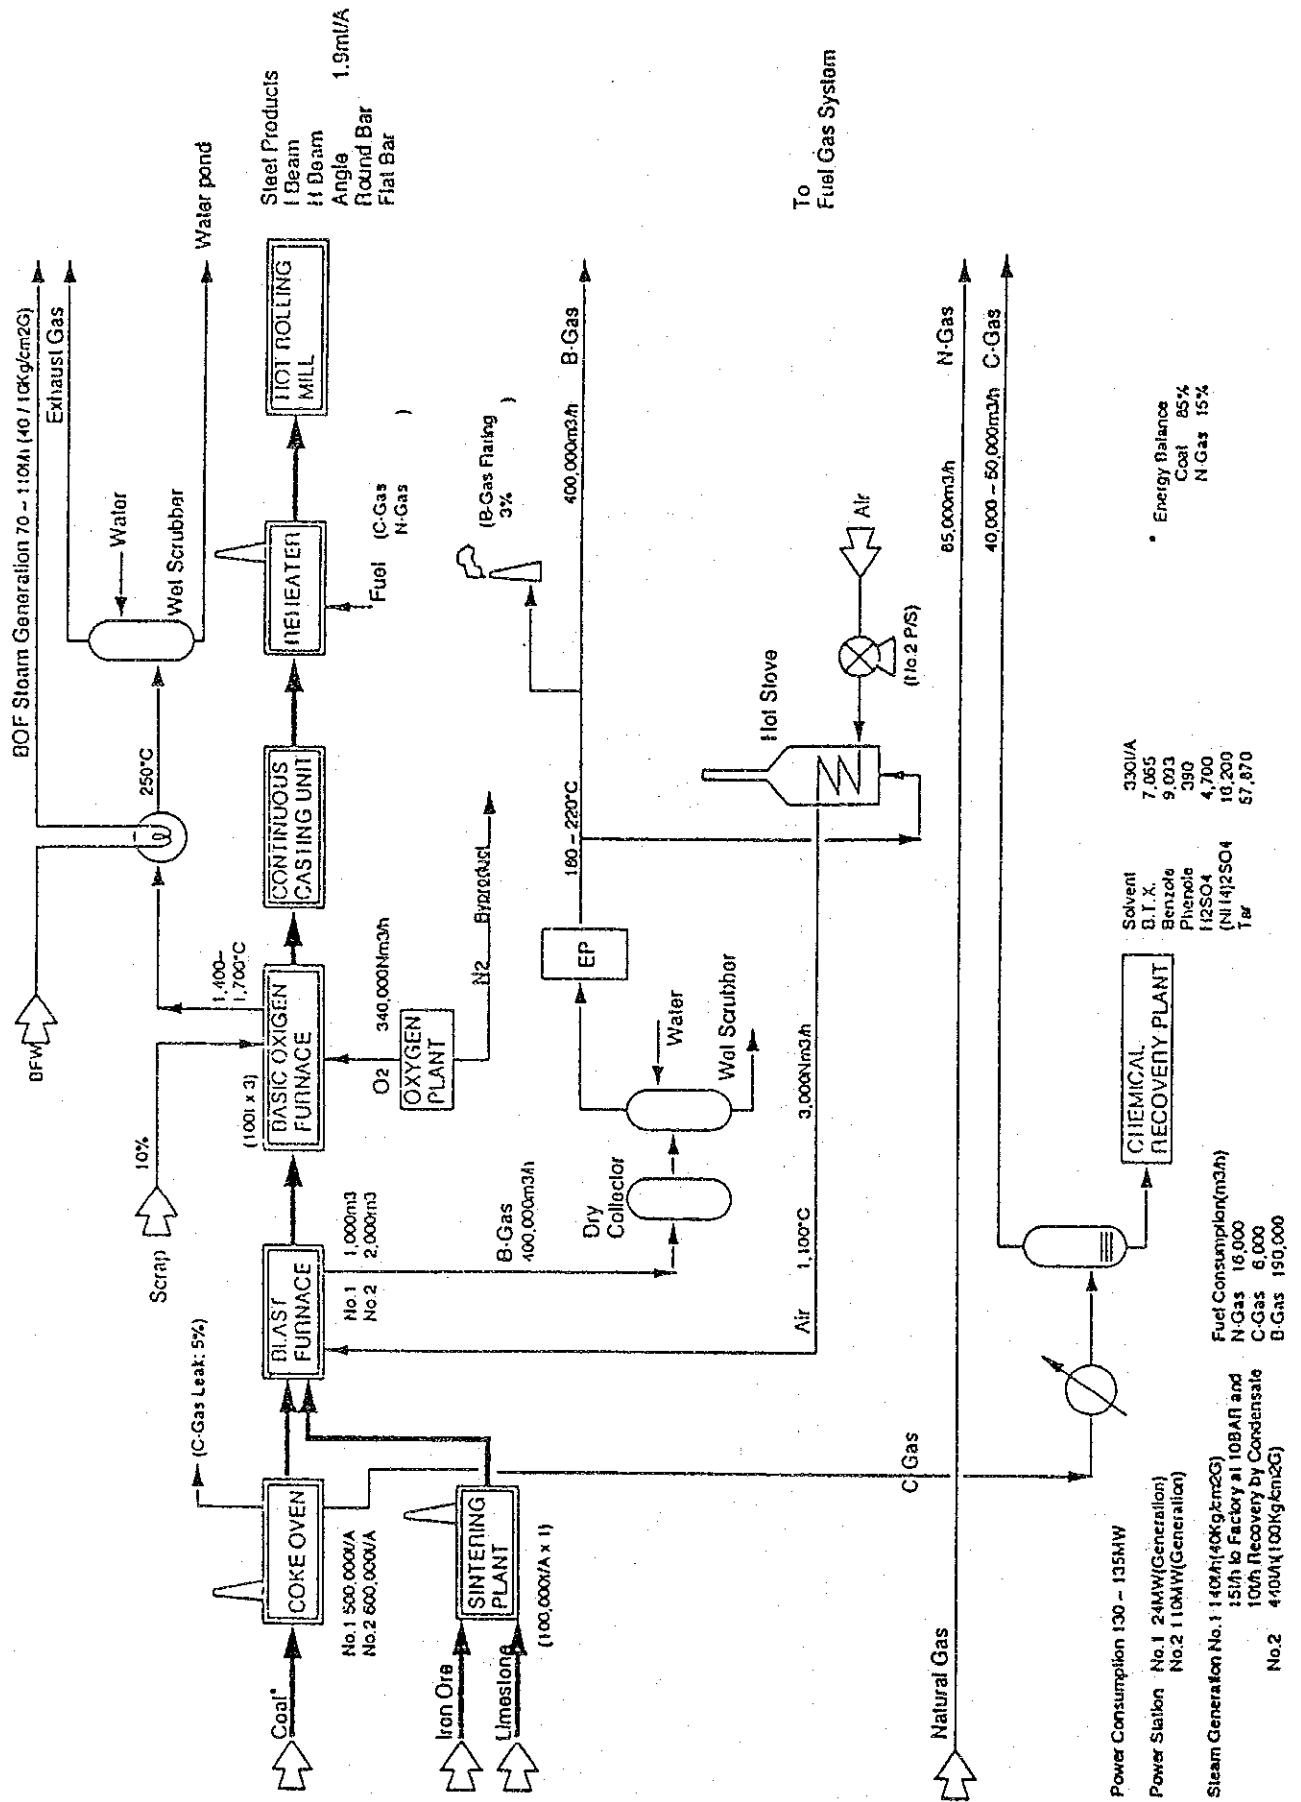 BOF Steam Generation 70 – 110t/h (40 / 10Kg/cm2G)
Exhaust Gas
BFW
250°C
Water
Wet Scrubber
Water pond
Scrap
10%
1,400–
1,700°C
(C-Gas Leak: 5%)
(100t x 3)
Coal*
COKE OVEN
BLAST
FURNACE
BASIC OXIGEN
FURNACE
CONTINUOUS
CASTING UNIT
REHEATER
HOT ROLLING
MILL
Steel Products
I Beam
H Beam
Angle 1.9mt/A
Round Bar
Flat Bar
No.1 500,000t/A
No.2 600,000t/A
No.1 1,000m3
No.2 2,000m3
O2 340,000Nm3/h
OXYGEN
PLANT
N2 Byproduct
Fuel (C-Gas )
N-Gas
Iron Ore
Limestone
SINTERING
PLANT
(100,000t/A x 1)
B-Gas
400,000m3/h
Dry
Collector
Water
Wet Scrubber
EP
160 – 220°C
(B-Gas Flaring )
3%
400,000m3/h B-Gas
Hot Stove
Air
(No.2 P/S)
Air 1,100°C 3,000Nm3/h
To
Fuel Gas System
C-Gas
Natural Gas
85,000m3/h N-Gas
40,000 – 50,000m3/h C-Gas
CHEMICAL
RECOVERY PLANT
Solvent 330t/A
B.T.X. 7,065
Benzole
Phenole 390
H2SO4 4,700
(NH4)2SO4
Tar 57,870
* Energy Balance
Coal 85%
N-Gas 15%
Power Consumption 130 – 135MW
Power Station No.1 24MW(Generation)
No.2 110MW(Generation)
Steam Generation No.1 140t/h(40Kg/cm2G)
15t/h to Factory at 10BAR and
10t/h Recovery by Condensate
No.2 440t/h(100Kg/cm2G)
Fuel Consumption(m3/h)
N-Gas 16,000
C-Gas 6,000
B-Gas 190,000